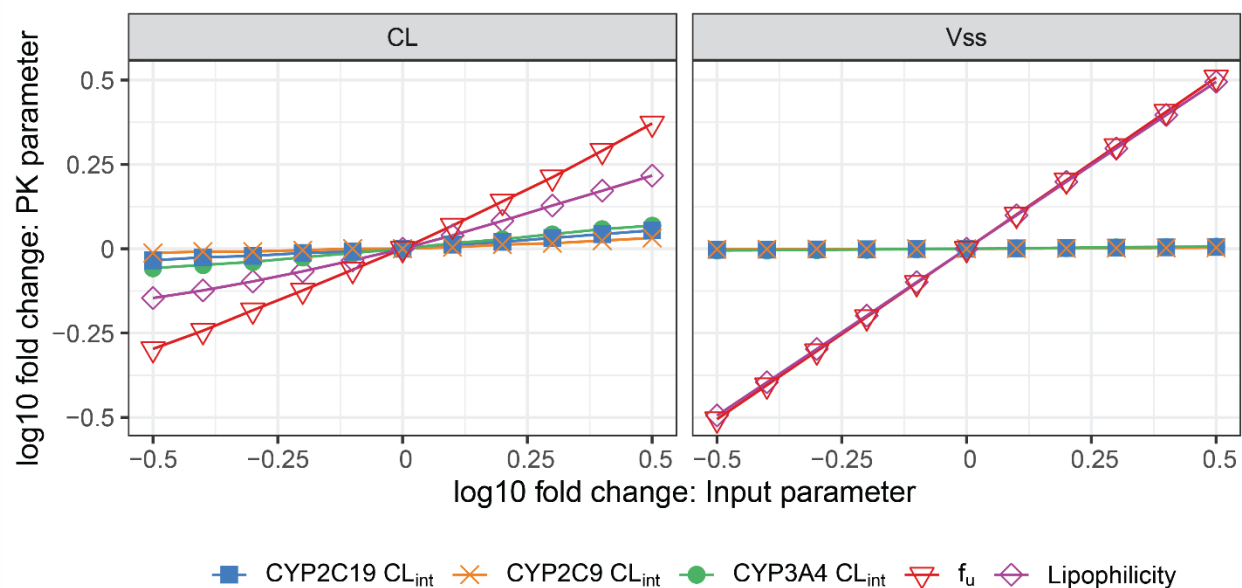 CL Vss
log10 fold change: PK parameter
0.5
0.25
0
−0.25
−0.5
−0.5 −0.25 0 0.25 0.5 −0.5 −0.25 0 0.25 0.5
log10 fold change: Input parameter
CYP2C19 CLint CYP2C9 CLint CYP3A4 CLint fu Lipophilicity